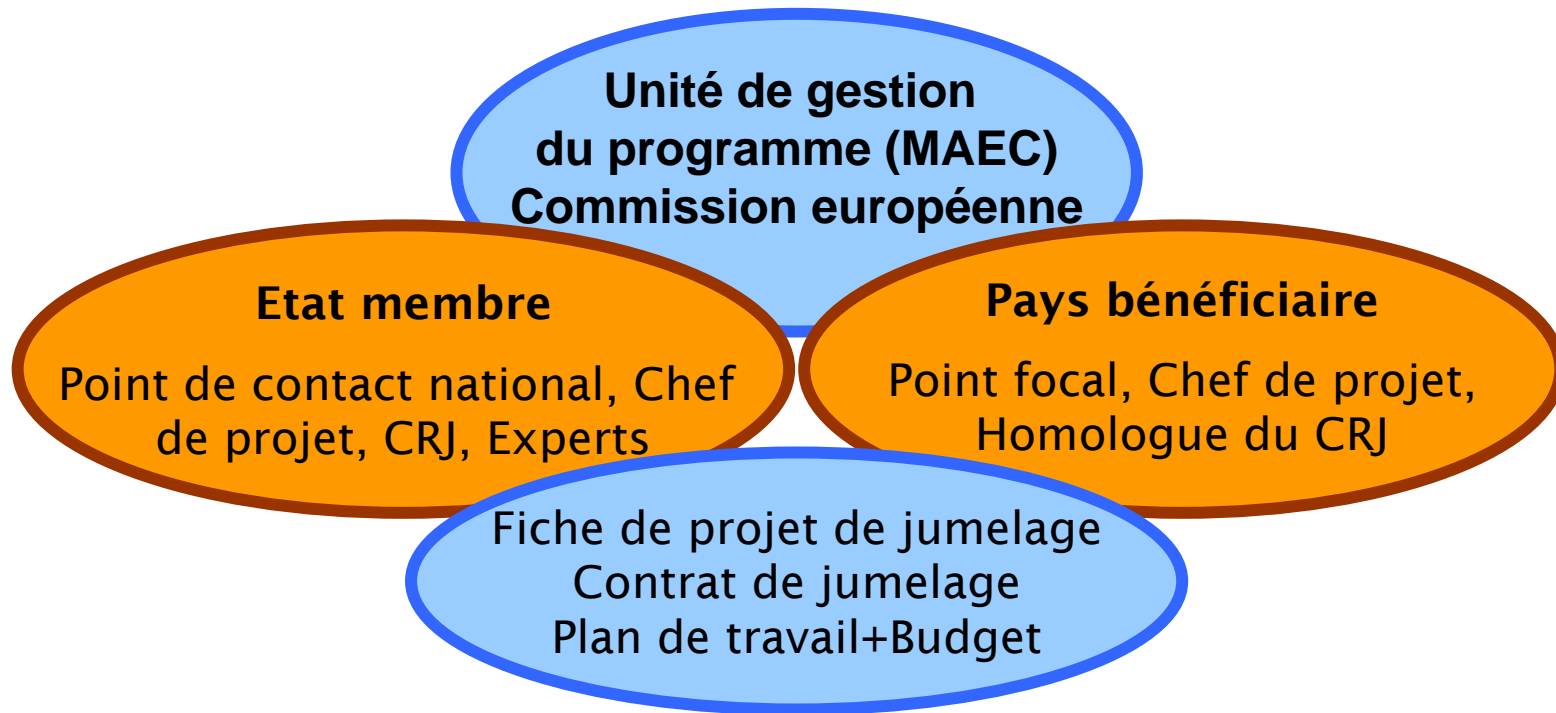 Unité de gestion
du programme (MAEC)
Commission européenne
Etat membre
Point de contact national, Chef
de projet, CRJ, Experts
Pays bénéficiaire
Point focal, Chef de projet,
Homologue du CRJ
Fiche de projet de jumelage
Contrat de jumelage
Plan de travail+Budget